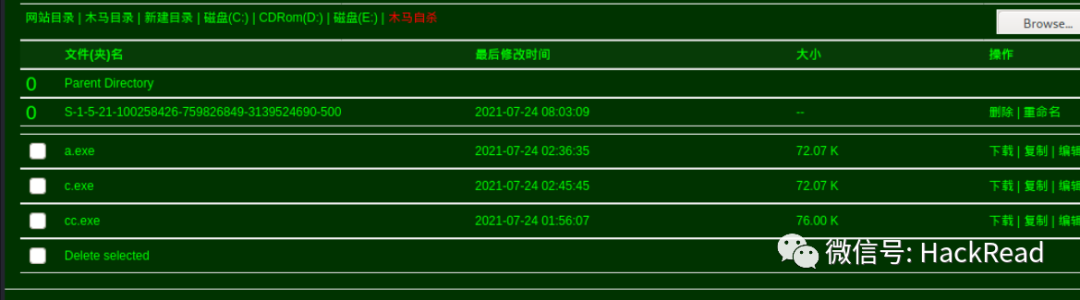 网站目录 | 木马目录 | 新建目录 | 磁盘(C:) | CDRom(D:) | 磁盘(E:) | 木马自杀
Browse...
文件(夹)名 最后修改时间 大小 操作
0 Parent Directory
0 S-1-5-21-100258426-759826849-3139524690-500 2021-07-24 08:03:09 -- 删除 | 重命名
a.exe 2021-07-24 02:36:35 72.07 K 下载 | 复制 | 编辑
c.exe 2021-07-24 02:45:45 72.07 K 下载 | 复制 | 编辑
cc.exe 2021-07-24 01:56:07 76.00 K 下载 | 复制 | 编辑
Delete selected
微信号: HackRead